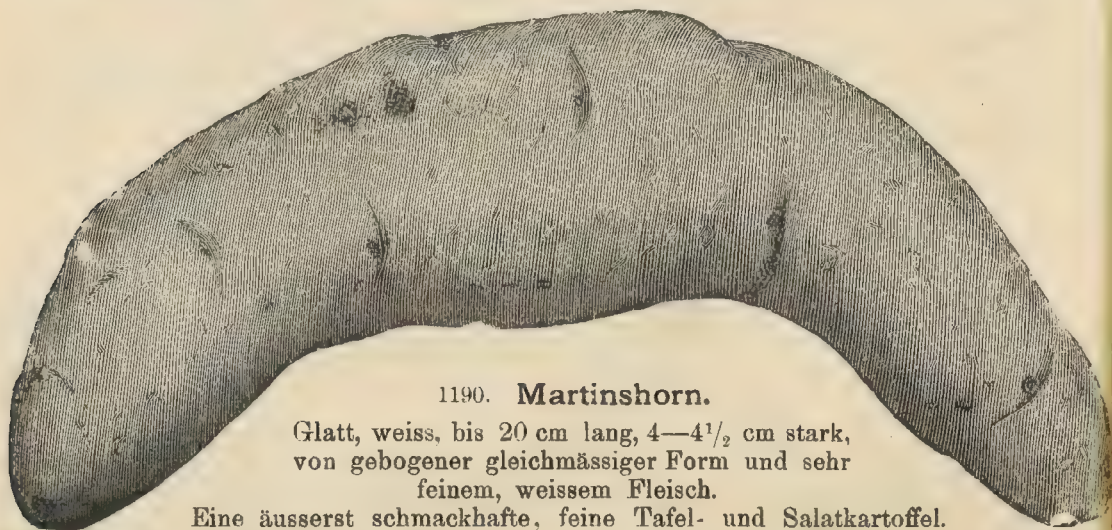 1190. Martinshorn.
Glatt, weiss, bis 20 cm lang, 4—4¹/₂ cm stark,
von gebogener gleichmässiger Form und sehr
feinem, weissem Fleisch.
Eine äusserst schmackhafte, feine Tafel- und Salatkartoffel.